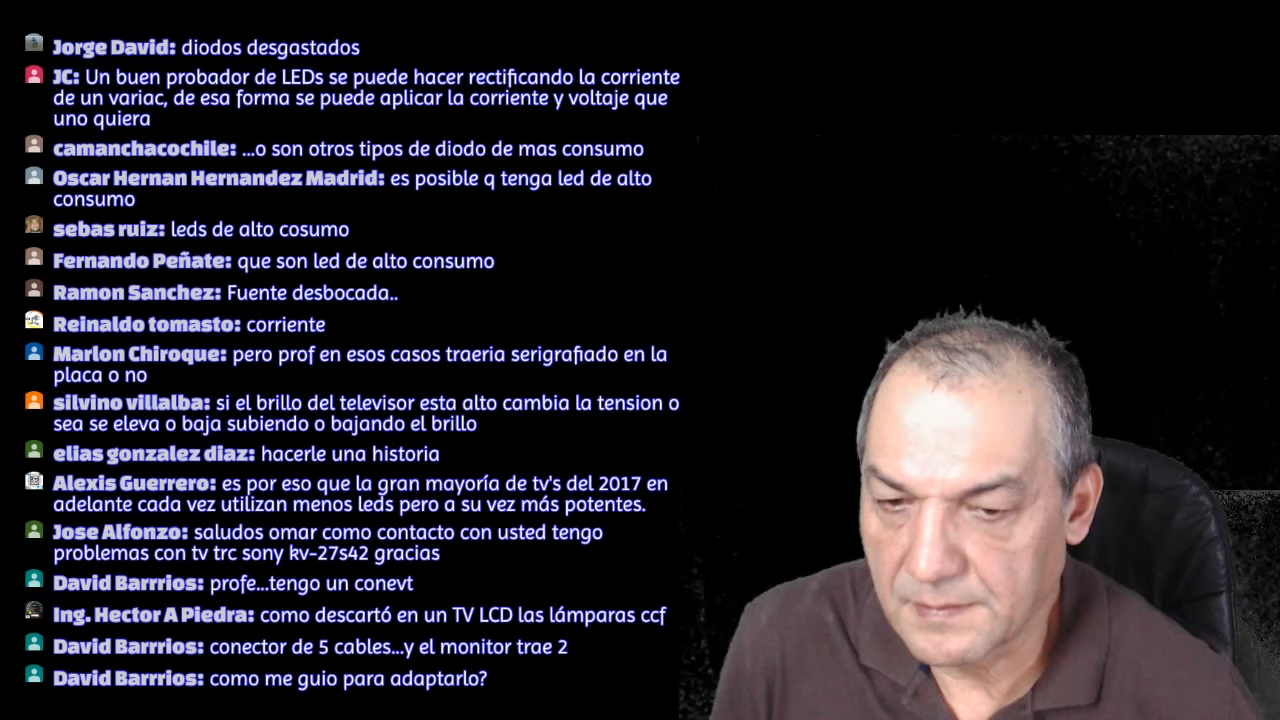 Jorge David: diodos desgastados
JC: Un buen probador de LEDs se puede hacer rectificando la corriente
de un variac, de esa forma se puede aplicar la corriente y voltaje que
uno quiera
camanchacochile: ...o son otros tipos de diodo de mas consumo
Oscar Hernan Hernandez Madrid: es posible q tenga led de alto
consumo
sebas ruiz: leds de alto cosumo
Fernando Peñate: que son led de alto consumo
Ramon Sanchez: Fuente desbocada..
Reinaldo tomasto: corriente
Marlon Chiroque: pero prof en esos casos traeria serigrafiado en la
placa o no
silvino villalba: si el brillo del televisor esta alto cambia la tension o
sea se eleva o baja subiendo o bajando el brillo
elias gonzalez diaz: hacerle una historia
Alexis Guerrero: es por eso que la gran mayoría de tv's del 2017 en
adelante cada vez utilizan menos leds pero a su vez más potentes.
Jose Alfonzo: saludos omar como contacto con usted tengo
problemas con tv trc sony kv-27s42 gracias
David Barrrios: profe...tengo un conevt
Ing. Hector A Piedra: como descartó en un TV LCD las lámparas ccf
David Barrrios: conector de 5 cables...y el monitor trae 2
David Barrrios: como me guio para adaptarlo?